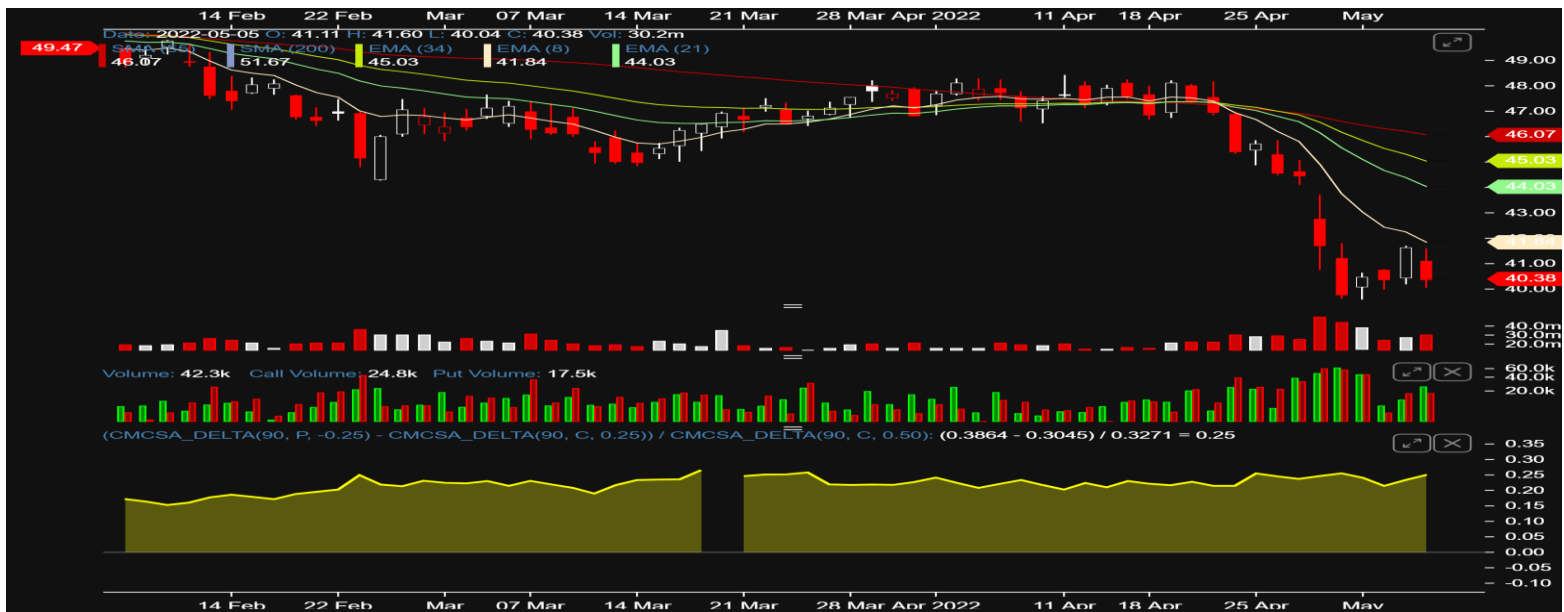 14 Feb 22 Feb Mar 07 Mar 14 Mar 21 Mar 28 Mar Apr 2022 11 Apr 18 Apr 25 Apr May
Date: 2022-05-05 O: 41.11 H: 41.60 L: 40.04 C: 40.38 Vol: 30.2m
49.47
SMA SMA (200) EMA (34) EMA (8) EMA (21)
46.07 51.67 45.03 41.84 44.03
49.00
48.00
47.00
46.07
45.03
44.03
43.00
41.84
41.00
40.38
40.00
40.0m
30.0m
20.0m
Volume: 42.3k Call Volume: 24.8k Put Volume: 17.5k
60.0k
40.0k
20.0k
(CMCSA_DELTA(90, P, -0.25) - CMCSA_DELTA(90, C, 0.25)) / CMCSA_DELTA(90, C, 0.50): (0.3864 - 0.3045) / 0.3271 = 0.25
0.35
0.30
0.25
0.20
0.15
0.10
0.05
0.00
-0.05
-0.10
14 Feb 22 Feb Mar 07 Mar 14 Mar 21 Mar 28 Mar Apr 2022 11 Apr 18 Apr 25 Apr May